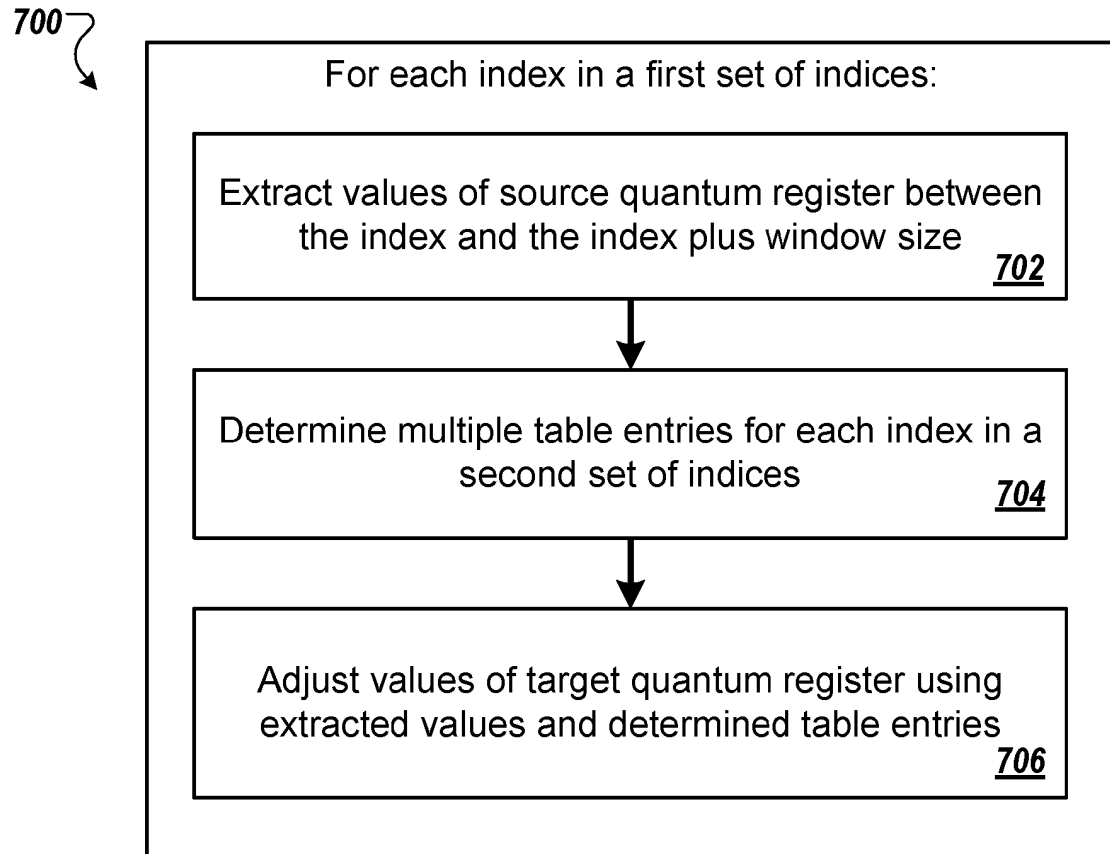 700
For each index in a first set of indices:
Extract values of source quantum register between
the index and the index plus window size
702
Determine multiple table entries for each index in a
second set of indices
704
Adjust values of target quantum register using
extracted values and determined table entries
706